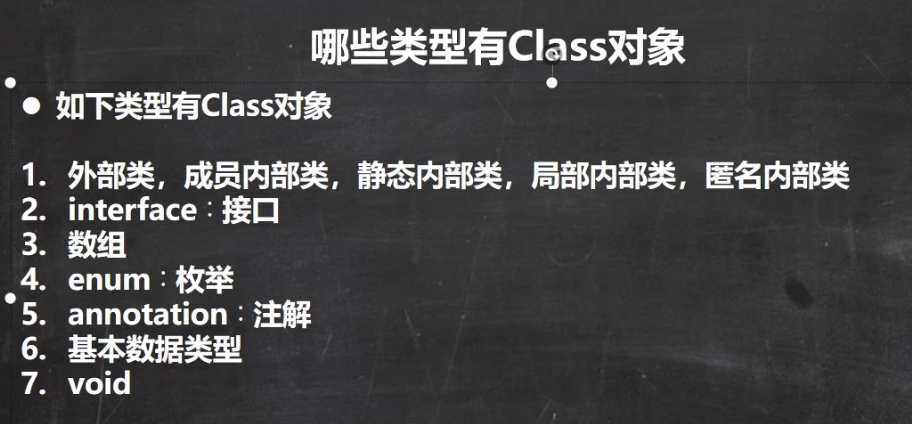 哪些类型有Class对象
● 如下类型有Class对象
1. 外部类，成员内部类，静态内部类，局部内部类，匿名内部类
2. interface：接口
3. 数组
4. enum：枚举
5. annotation：注解
6. 基本数据类型
7. void